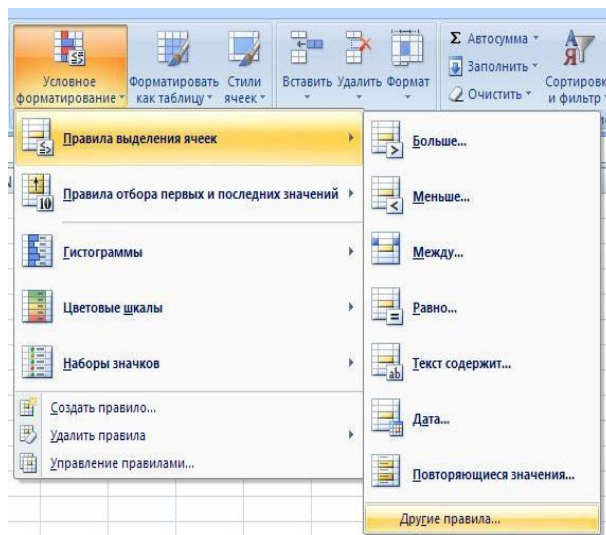 Условное форматирование
Форматировать как таблицу
Стили ячеек
Вставить
Удалить
Формат
Σ Автосумма
Заполнить
Очистить
и фильтр
Правила выделения ячеек
Правила отбора первых и последних значений
Гистограммы
Цветовые шкалы
Наборы значков
Создать правило...
Удалить правила
Управление правилами...
Больше...
Меньше...
Между...
Равно...
Текст содержит...
Дата...
Повторяющиеся значения...
Другие правила...